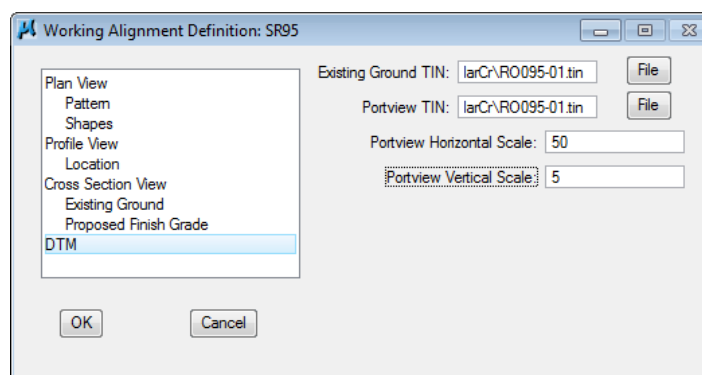 Working Alignment Definition: SR95
Plan View
Pattern
Shapes
Profile View
Location
Cross Section View
Existing Ground
Proposed Finish Grade
DTM
Existing Ground TIN: larCr\RO095-01.tin File
Portview TIN: larCr\RO095-01.tin File
Portview Horizontal Scale: 50
Portview Vertical Scale: 5
OK Cancel